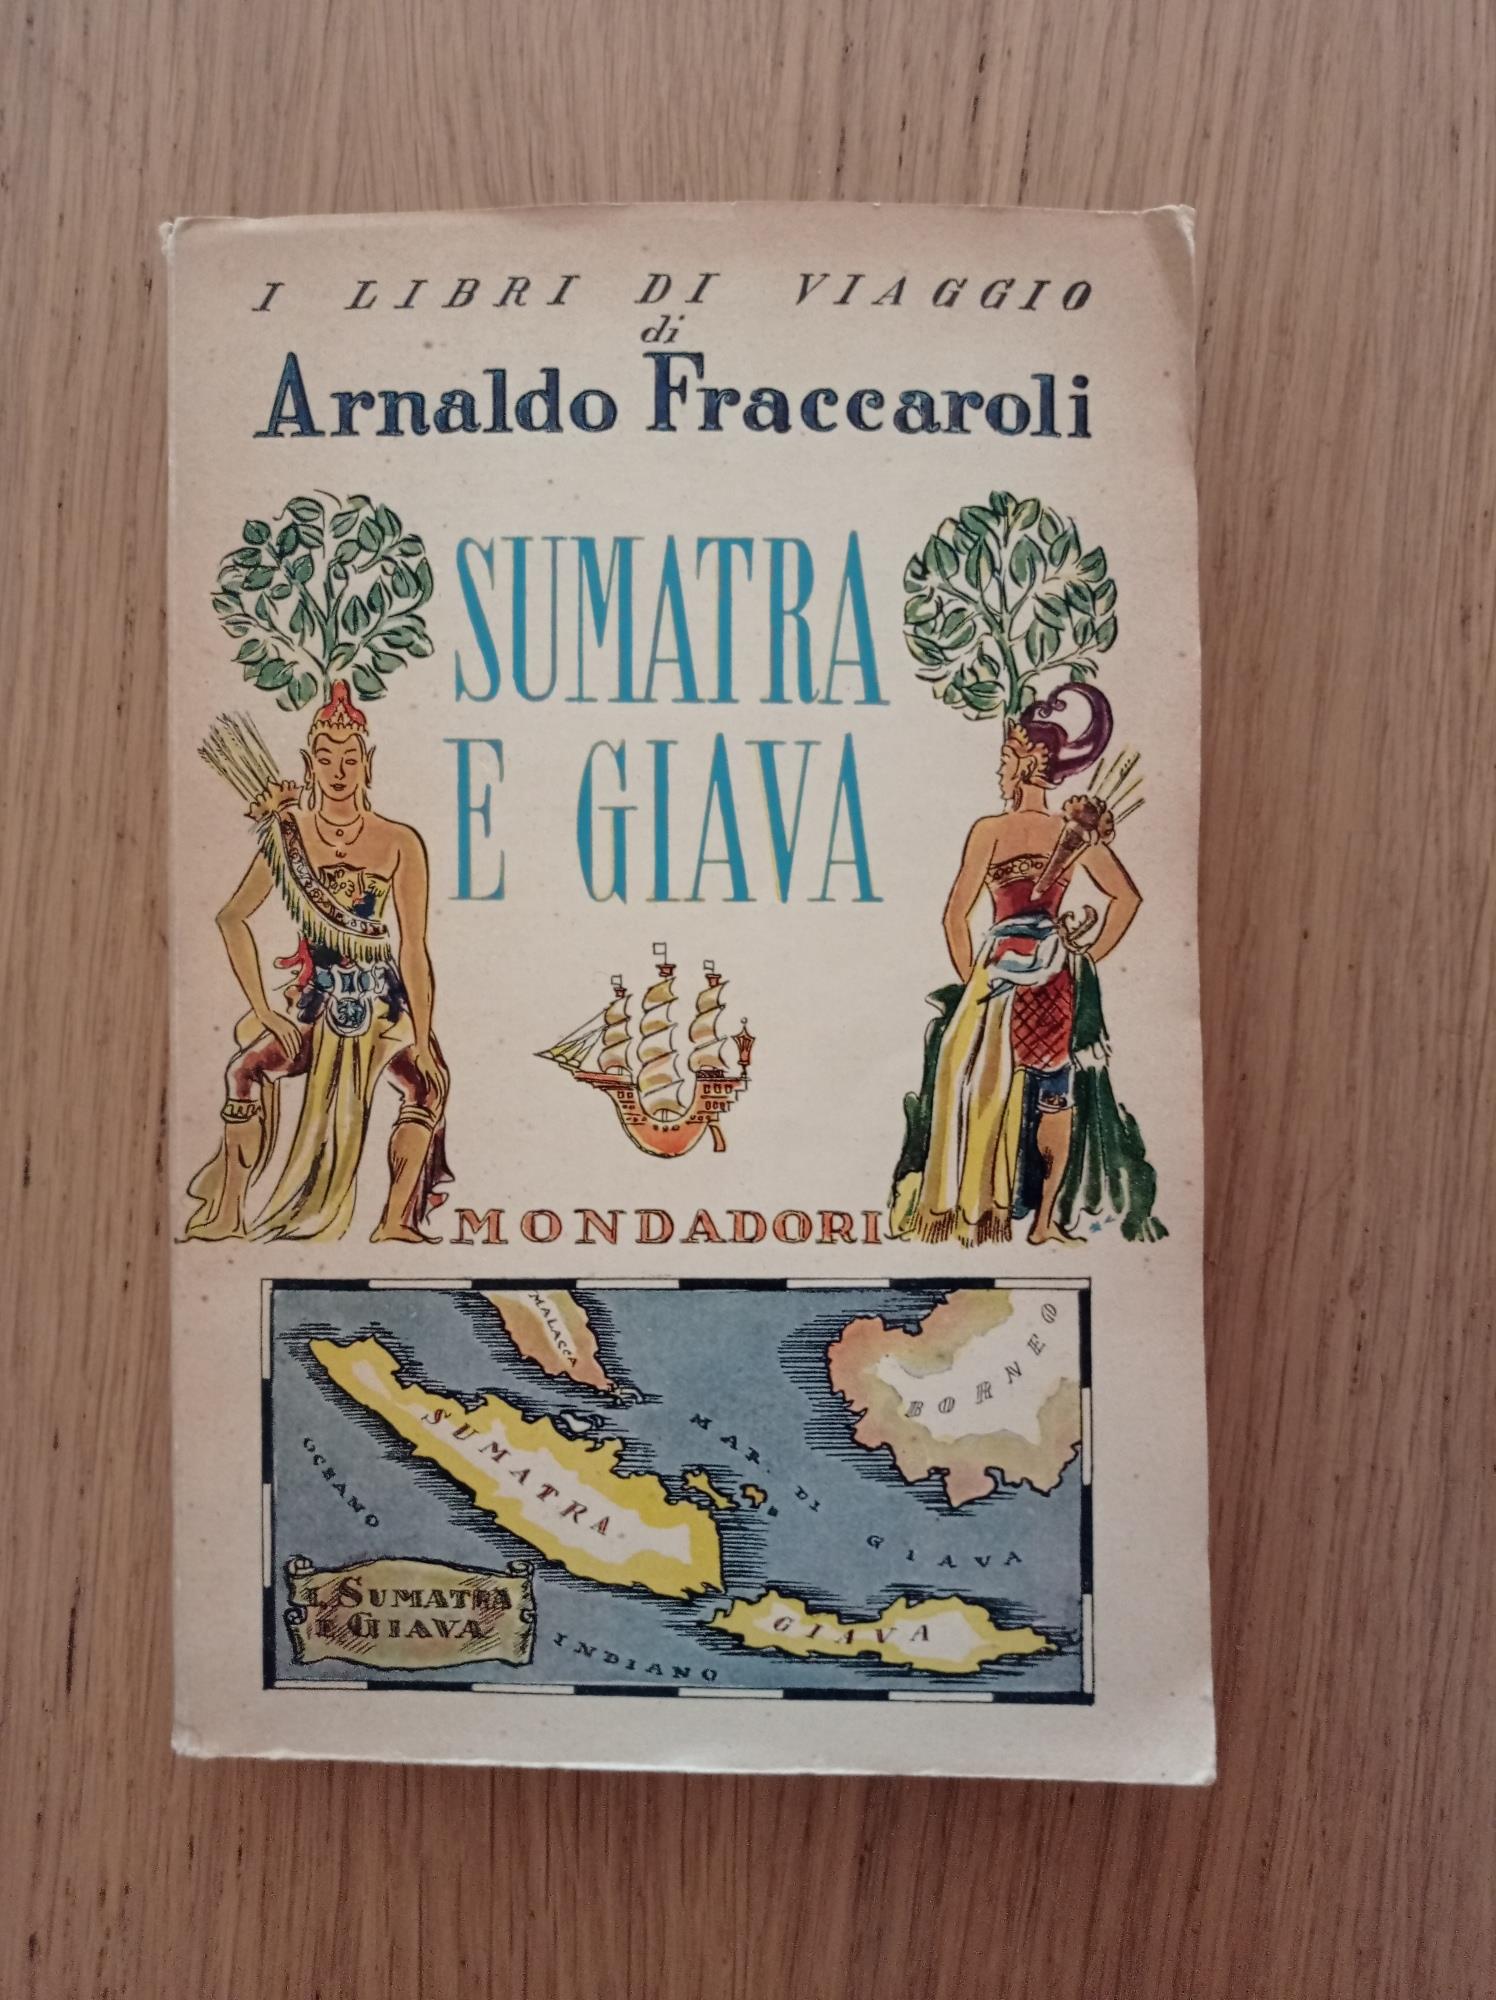 I LIBRI DI VIAGGIO
di
Arnaldo Fraccaroli
SUMATRA
E GIAVA
MONDADORI
MALACCA
BORNEO
SUMATRA
MAR DI GIAVA
OCEANO
INDIANO
GIAVA
I. SUMATRA
E GIAVA